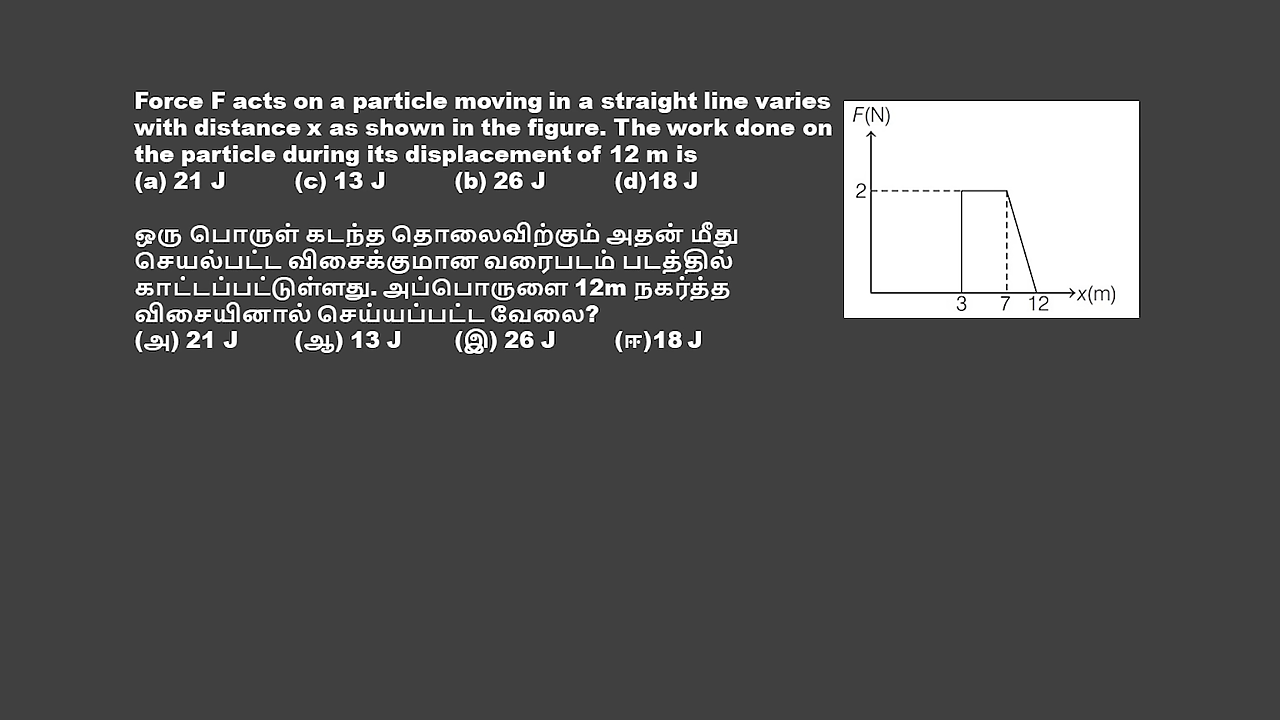 Force F acts on a particle moving in a straight line varies
with distance x as shown in the figure. The work done on
the particle during its displacement of 12 m is
(a) 21 J (c) 13 J (b) 26 J (d)18 J
ஒரு பொருள் கடந்த தொலைவிற்கும் அதன் மீது
செயல்பட்ட விசைக்குமான வரைபடம் படத்தில்
காட்டப்பட்டுள்ளது. அப்பொருளை 12m நகர்த்த
விசையினால் செய்யப்பட்ட வேலை?
(அ) 21 J (ஆ) 13 J (இ) 26 J (ஈ)18 J
F(N)
2
3 7 12 x(m)